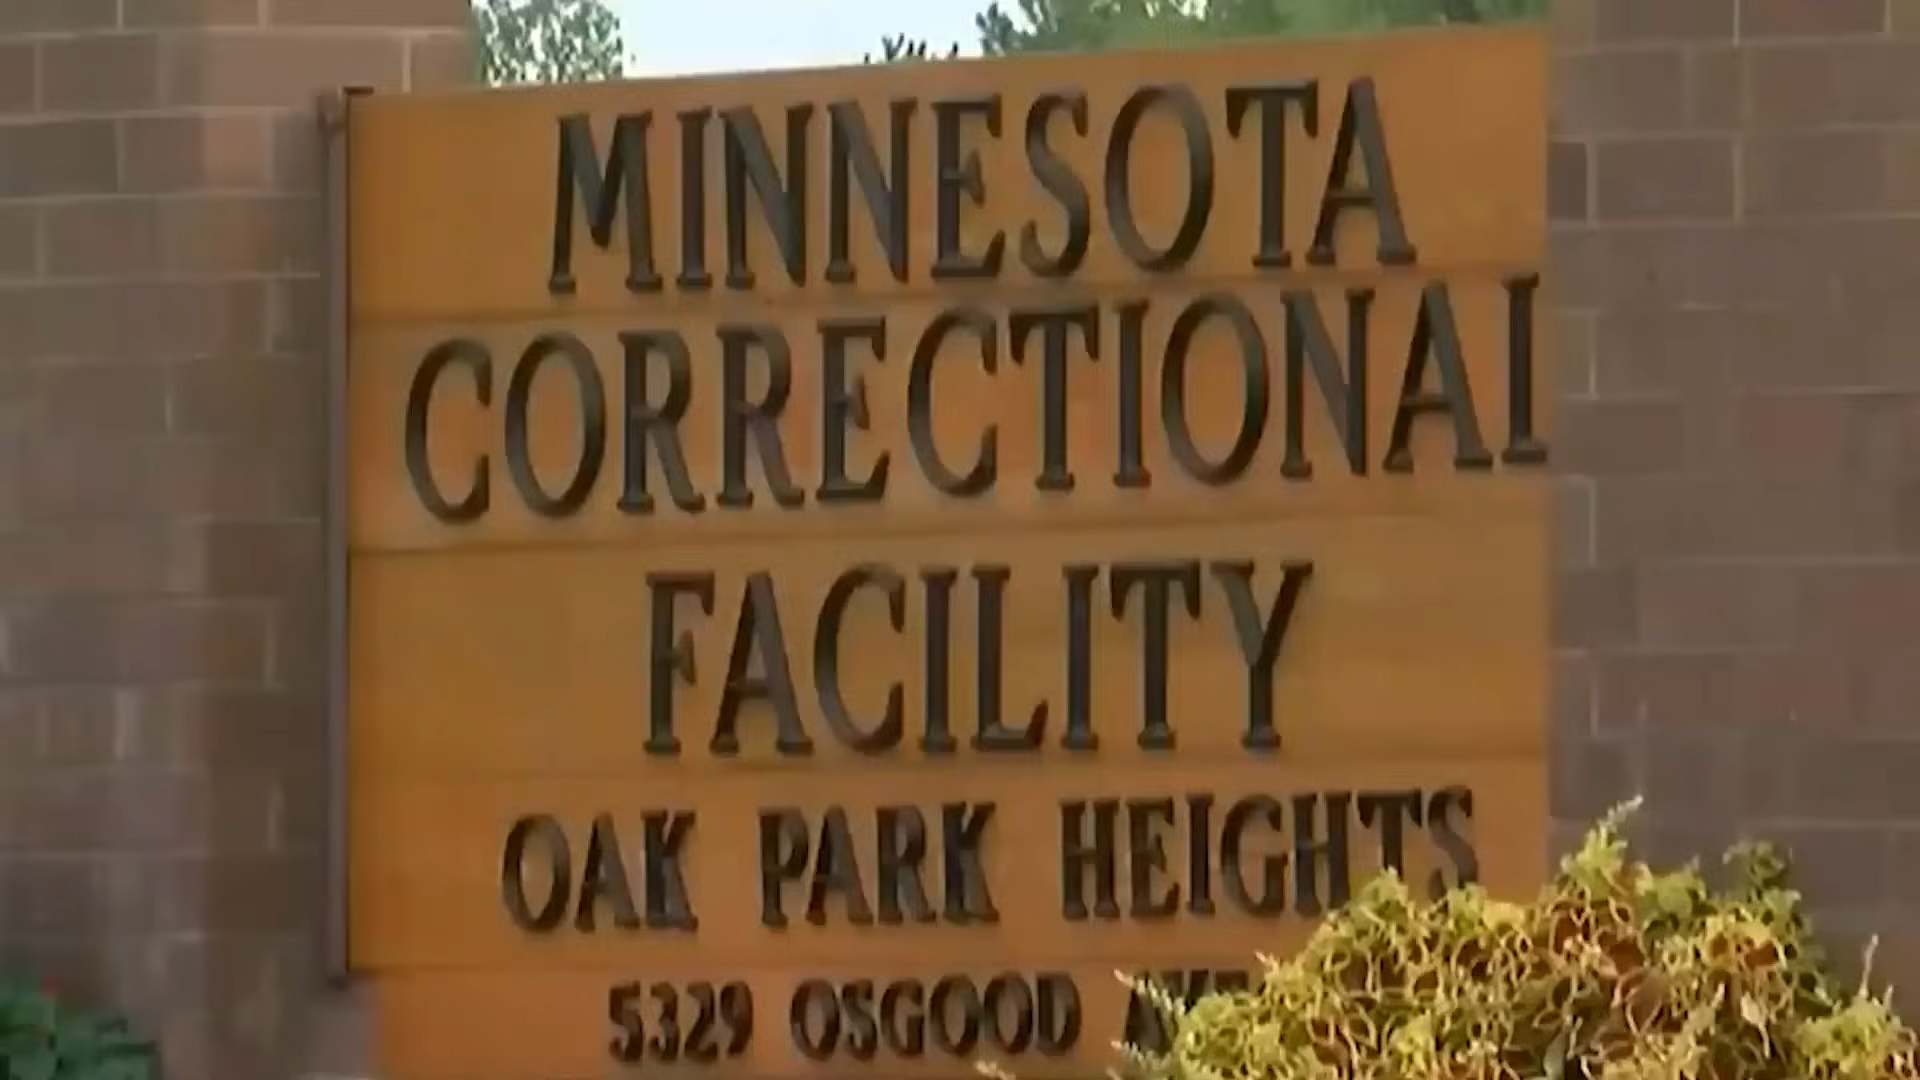 MINNESOTA
CORRECTIONAL
FACILITY
OAK PARK HEIGHTS
5329 OSGOOD